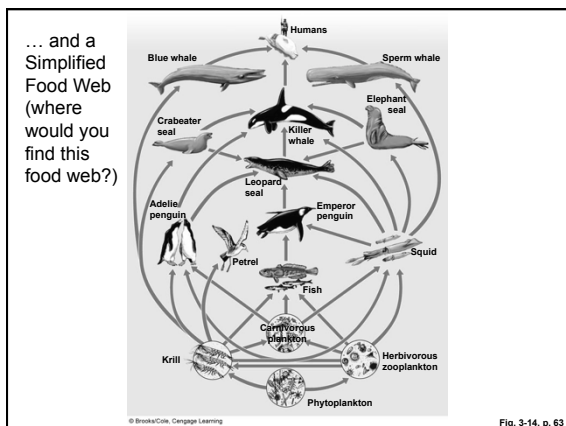 … and a
Simplified
Food Web
(where
would you
find this
food web?)
Humans
Blue whale
Sperm whale
Elephant
seal
Crabeater
seal
Killer
whale
Leopard
seal
Adelie
penguin
Emperor
penguin
Petrel
Squid
Fish
Carnivorous
plankton
Krill
Herbivorous
zooplankton
Phytoplankton
© Brooks/Cole, Cengage Learning
Fig. 3-14, p. 63